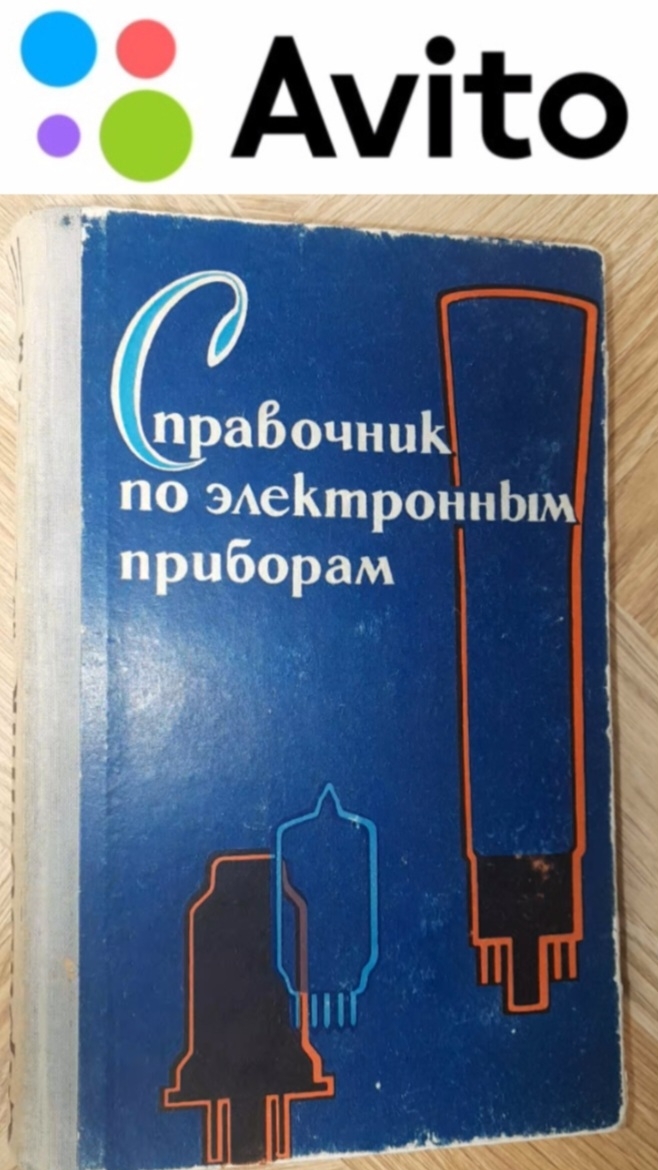 Avito
Справочник
по электронным
приборам